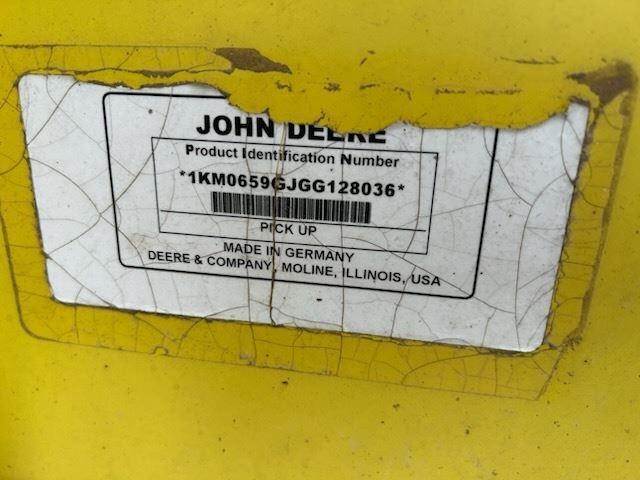 JOHN DEERE
Product Identification Number
*1KM0659GJGG128036*
PICK UP
MADE IN GERMANY
DEERE & COMPANY, MOLINE, ILLINOIS, USA